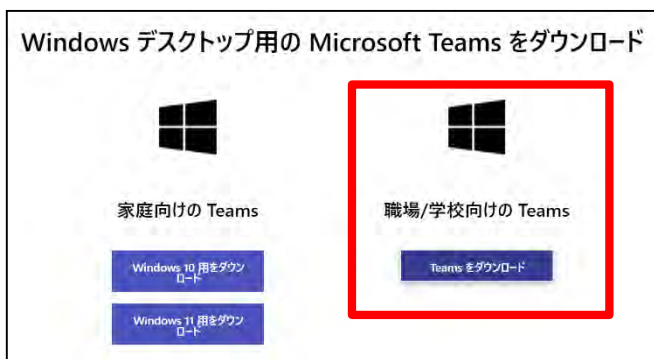 Windows デスクトップ用の Microsoft Teams をダウンロード
家庭向けの Teams
Windows 10 用をダウン
ロード
Windows 11 用をダウン
ロード
職場/学校向けの Teams
Teams をダウンロード